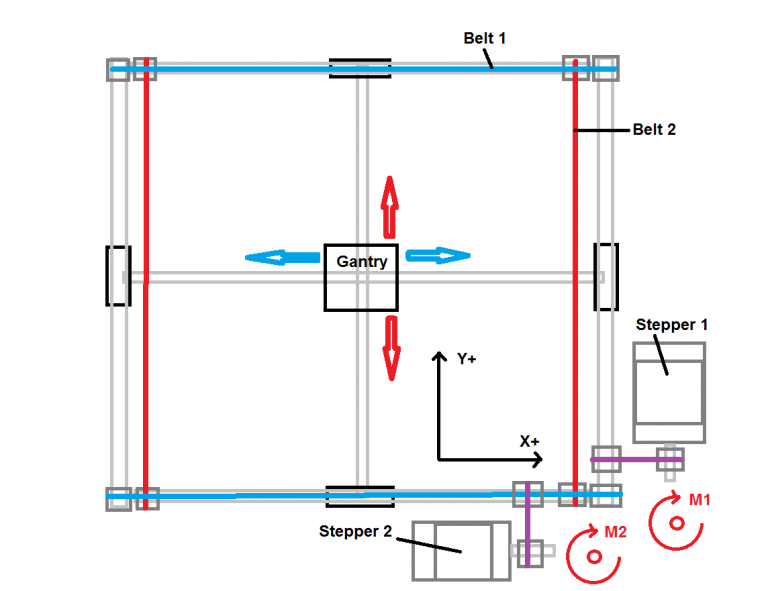 Belt 1
Belt 2
Gantry
Stepper 1
Y+
X+
M1
Stepper 2
M2